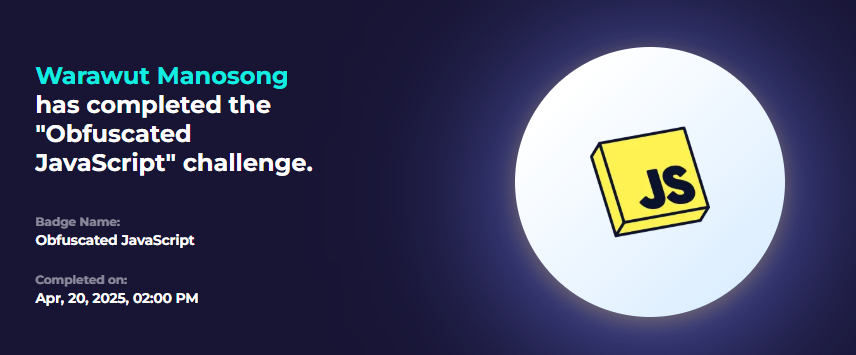 Warawut Manosong
has completed the
"Obfuscated
JavaScript" challenge.
Badge Name:
Obfuscated JavaScript
Completed on:
Apr, 20, 2025, 02:00 PM
JS